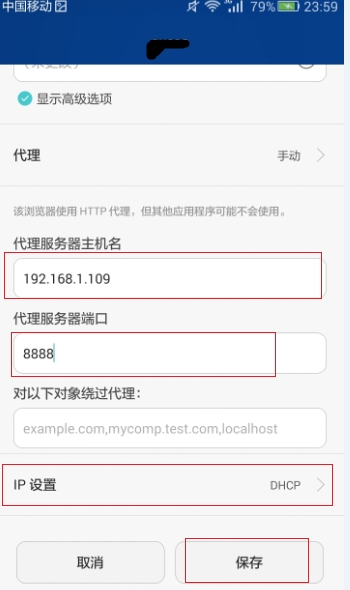 中国移动 79% 23:59
显示高级选项
代理 手动
该浏览器使用 HTTP 代理，但其他应用程序可能不会使用。
代理服务器主机名
192.168.1.109
代理服务器端口
8888
对以下对象绕过代理：
example.com,mycomp.test.com,localhost
IP 设置 DHCP
取消 保存